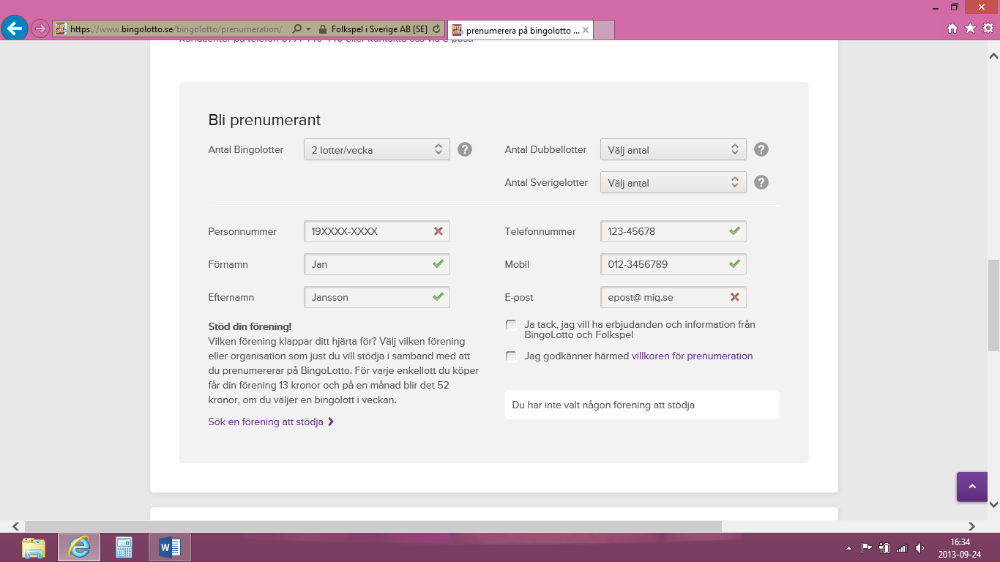 https://www.bingolotto.se/bingolotto/prenumeration/
Folkspel i Sverige AB [SE]
prenumerera på bingolotto ...
Bli prenumerant
Antal Bingolotter
2 lotter/vecka
?
Antal Dubbellotter
Välj antal
?
Antal Sverigelotter
Välj antal
?
Personnummer
19XXXX-XXXX
Telefonnummer
123-45678
Förnamn
Jan
Mobil
012-3456789
Efternamn
Jansson
E-post
epost@ mig.se
Stöd din förening!
Vilken förening klappar ditt hjärta för? Välj vilken förening
eller organisation som just du vill stödja i samband med att
du prenumererar på BingoLotto. För varje enkellott du köper
får din förening 13 kronor och på en månad blir det 52
kronor, om du väljer en bingolott i veckan.
Sök en förening att stödja
Ja tack, jag vill ha erbjudanden och information från
BingoLotto och Folkspel
Jag godkänner härmed villkoren för prenumeration
Du har inte valt någon förening att stödja
16:34
2013-09-24